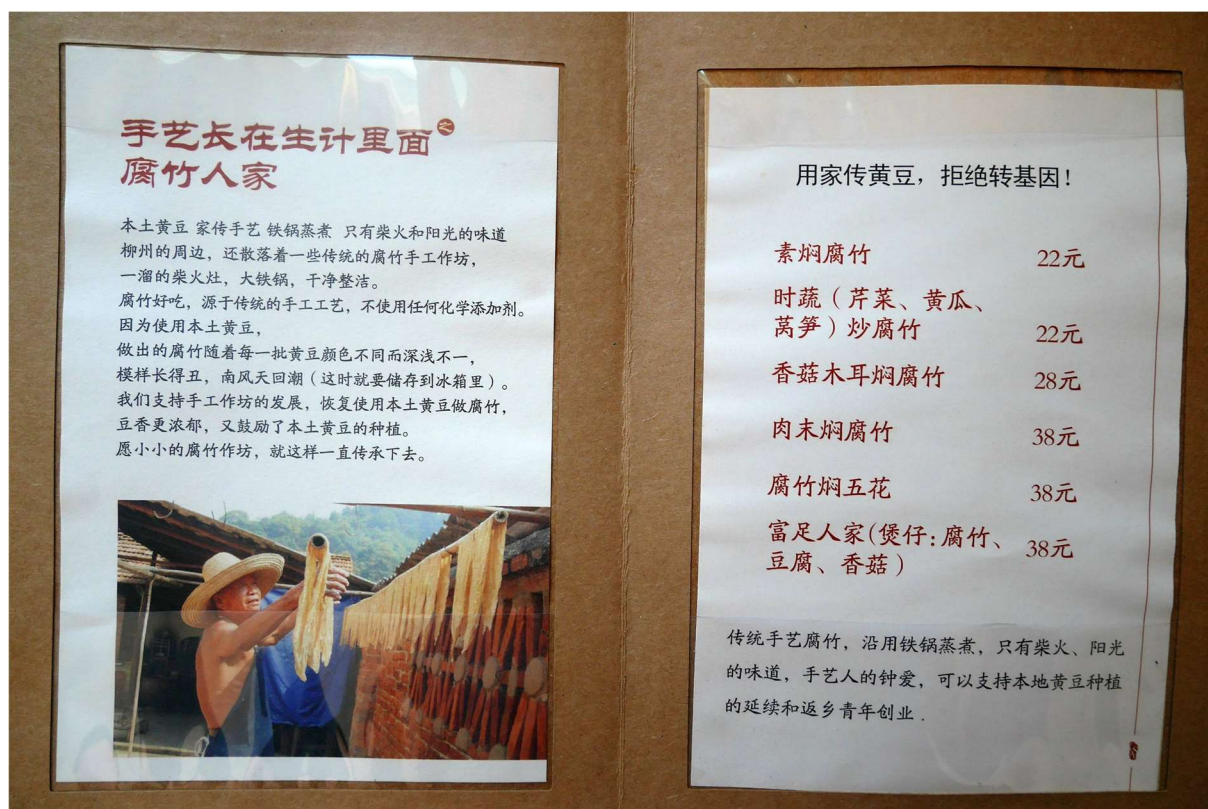 手艺长在生计里面之
腐竹人家
本土黄豆 家传手艺 铁锅蒸煮 只有柴火和阳光的味道
柳州的周边，还散落着一些传统的腐竹手工作坊，
一溜的柴火灶，大铁锅，干净整洁。
腐竹好吃，源于传统的手工工艺，不使用任何化学添加剂。
因为使用本土黄豆，
做出的腐竹随着每一批黄豆颜色不同而深浅不一，
模样长得丑，南风天回潮（这时就要储存到冰箱里）。
我们支持手工作坊的发展，恢复使用本土黄豆做腐竹，
豆香更浓郁，又鼓励了本土黄豆的种植。
愿小小的腐竹作坊，就这样一直传承下去。
用家传黄豆，拒绝转基因！
素焖腐竹 22元
时蔬（芹菜、黄瓜、
莴笋）炒腐竹 22元
香菇木耳焖腐竹 28元
肉末焖腐竹 38元
腐竹焖五花 38元
富足人家(煲仔:腐竹、 38元
豆腐、香菇)
传统手艺腐竹，沿用铁锅蒸煮，只有柴火、阳光
的味道，手艺人的钟爱，可以支持本地黄豆种植
的延续和返乡青年创业.